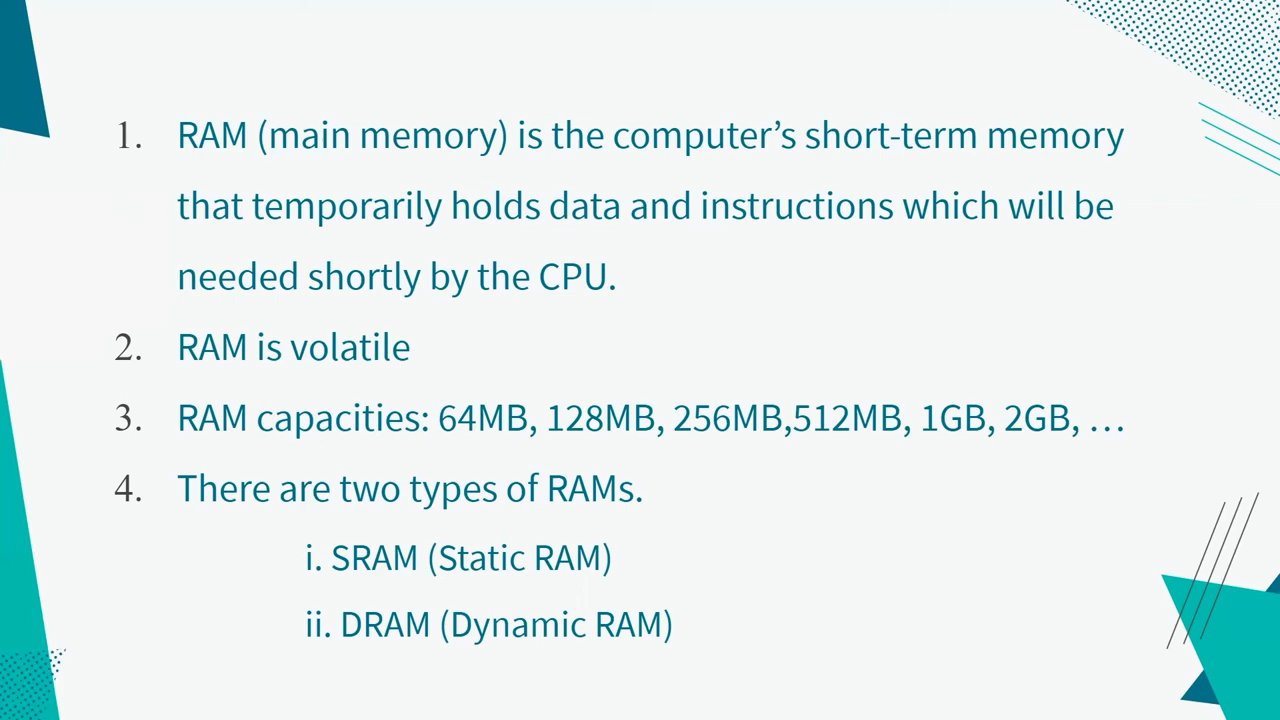 1. RAM (main memory) is the computer’s short-term memory
that temporarily holds data and instructions which will be
needed shortly by the CPU.
2. RAM is volatile
3. RAM capacities: 64MB, 128MB, 256MB,512MB, 1GB, 2GB, …
4. There are two types of RAMs.
i. SRAM (Static RAM)
ii. DRAM (Dynamic RAM)